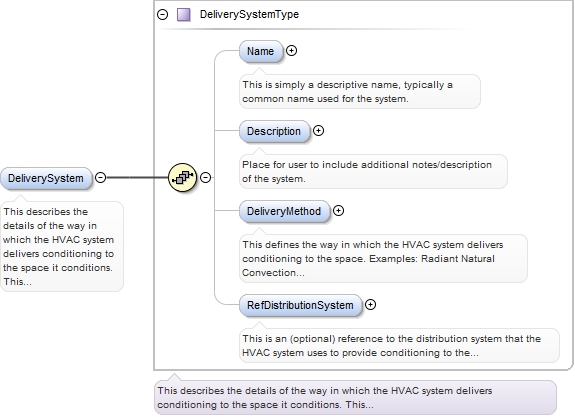 DeliverySystemType
Name
This is simply a descriptive name, typically a
common name used for the system.
Description
Place for user to include additional notes/description
of the system.
DeliverySystem
This describes the
details of the way in
which the HVAC system
delivers conditioning to
the space it conditions.
This...
DeliveryMethod
This defines the way in which the HVAC system delivers
conditioning to the space. Examples: Radiant Natural
Convection...
RefDistributionSystem
This is an (optional) reference to the distribution system that the
HVAC system uses to provide conditioning to the...
This describes the details of the way in which the HVAC system delivers
conditioning to the space it conditions. This...